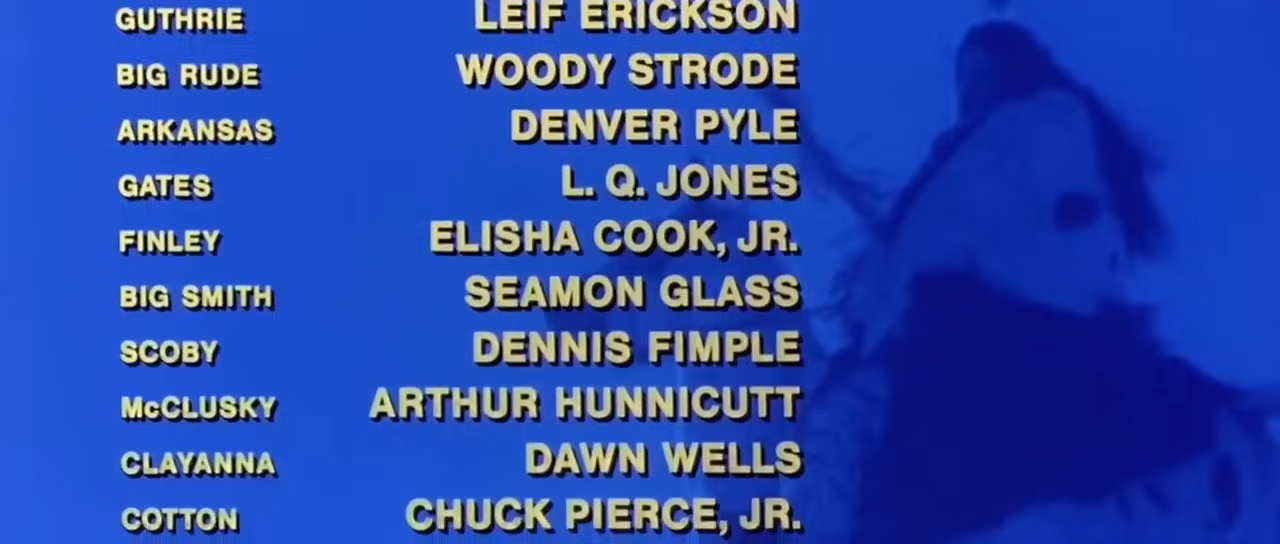 GUTHRIE LEIF ERICKSON
BIG RUDE WOODY STRODE
ARKANSAS DENVER PYLE
GATES L. Q. JONES
FINLEY ELISHA COOK, JR.
BIG SMITH SEAMON GLASS
SCOBY DENNIS FIMPLE
McCLUSKY ARTHUR HUNNICUTT
CLAYANNA DAWN WELLS
COTTON CHUCK PIERCE, JR.